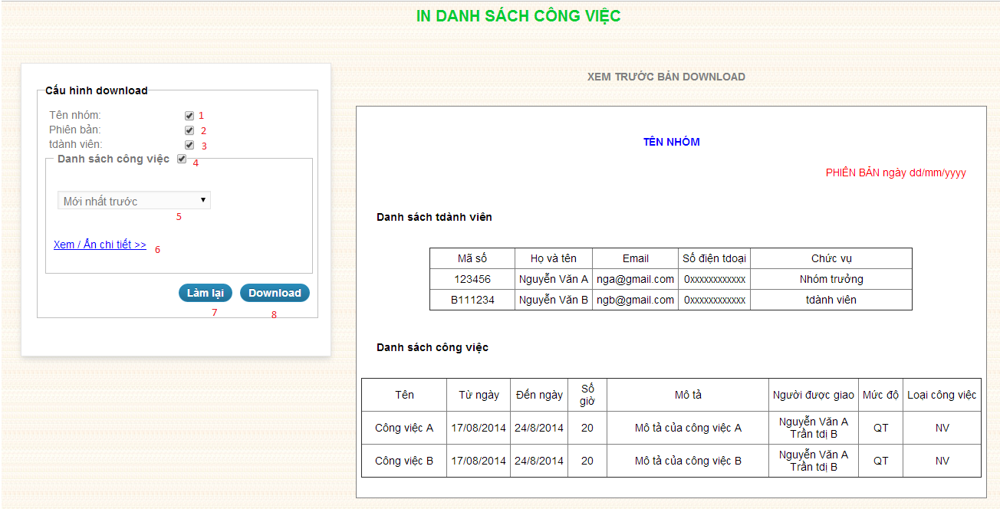 IN DANH SÁCH CÔNG VIỆC
Cấu hình download
Tên nhóm: 1
Phiên bản: 2
tdành viên: 3
Danh sách công việc 4
Mới nhất trước
5
Xem / Ẩn chi tiết >> 6
Làm lại Download
7 8
XEM TRƯỚC BẢN DOWNLOAD
TÊN NHÓM
PHIÊN BẢN ngày dd/mm/yyyy
Danh sách tdành viên
Mã số Họ và tên Email Số điện tdoại Chức vụ
123456 Nguyễn Văn A nga@gmail.com 0xxxxxxxxxxx Nhóm trưởng
B111234 Nguyễn Văn B ngb@gmail.com 0xxxxxxxxxxx tdành viên
Danh sách công việc
Tên Từ ngày Đến ngày Số giờ Mô tả Người được giao Mức độ Loại công việc
Công việc A 17/08/2014 24/8/2014 20 Mô tả của công việc A Nguyễn Văn A Trần tdị B QT NV
Công việc B 17/08/2014 24/8/2014 20 Mô tả của công việc B Nguyễn Văn A Trần tdị B QT NV